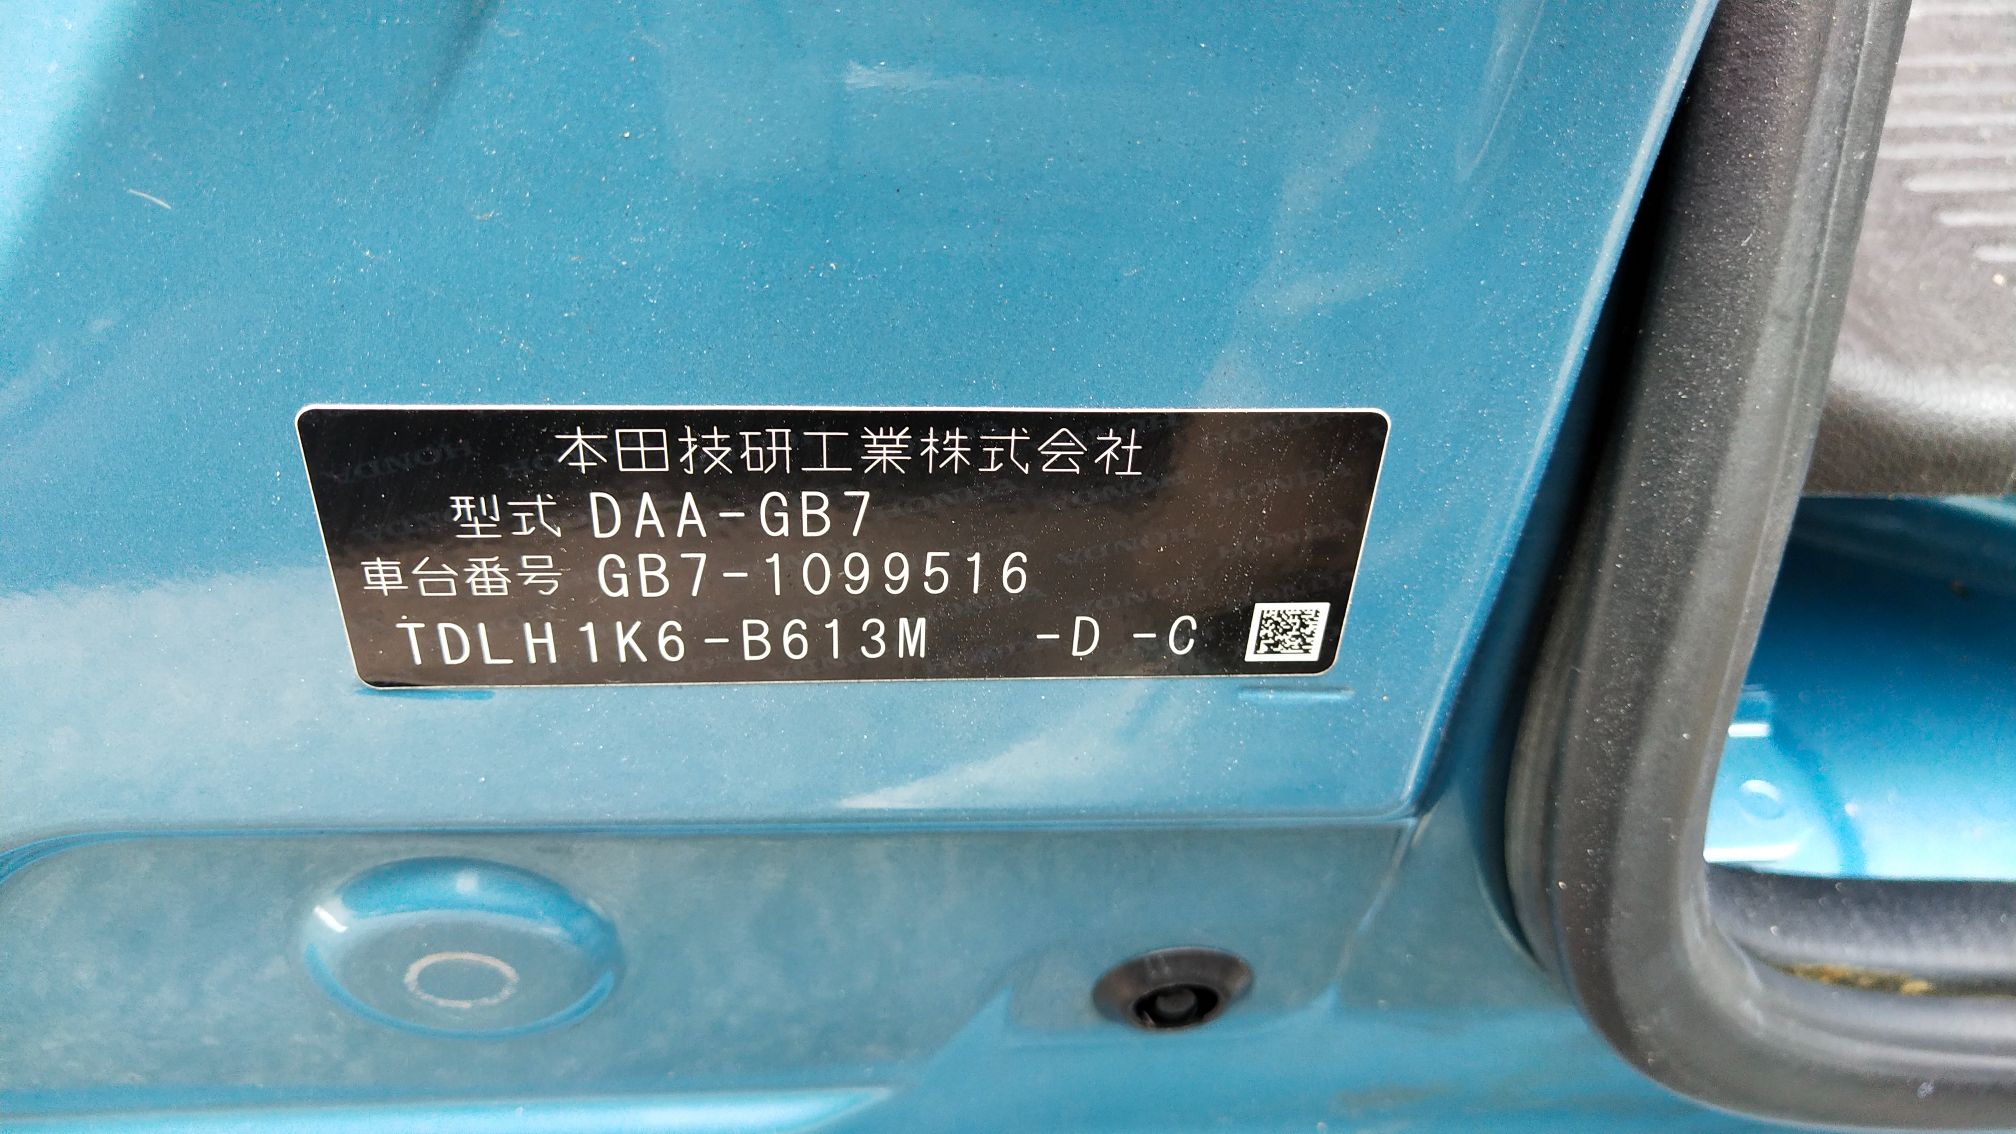 本田技研工業株式会社
型式 DAA-GB7
車台番号 GB7-1099516
TDLH1K6-B613M -D -C